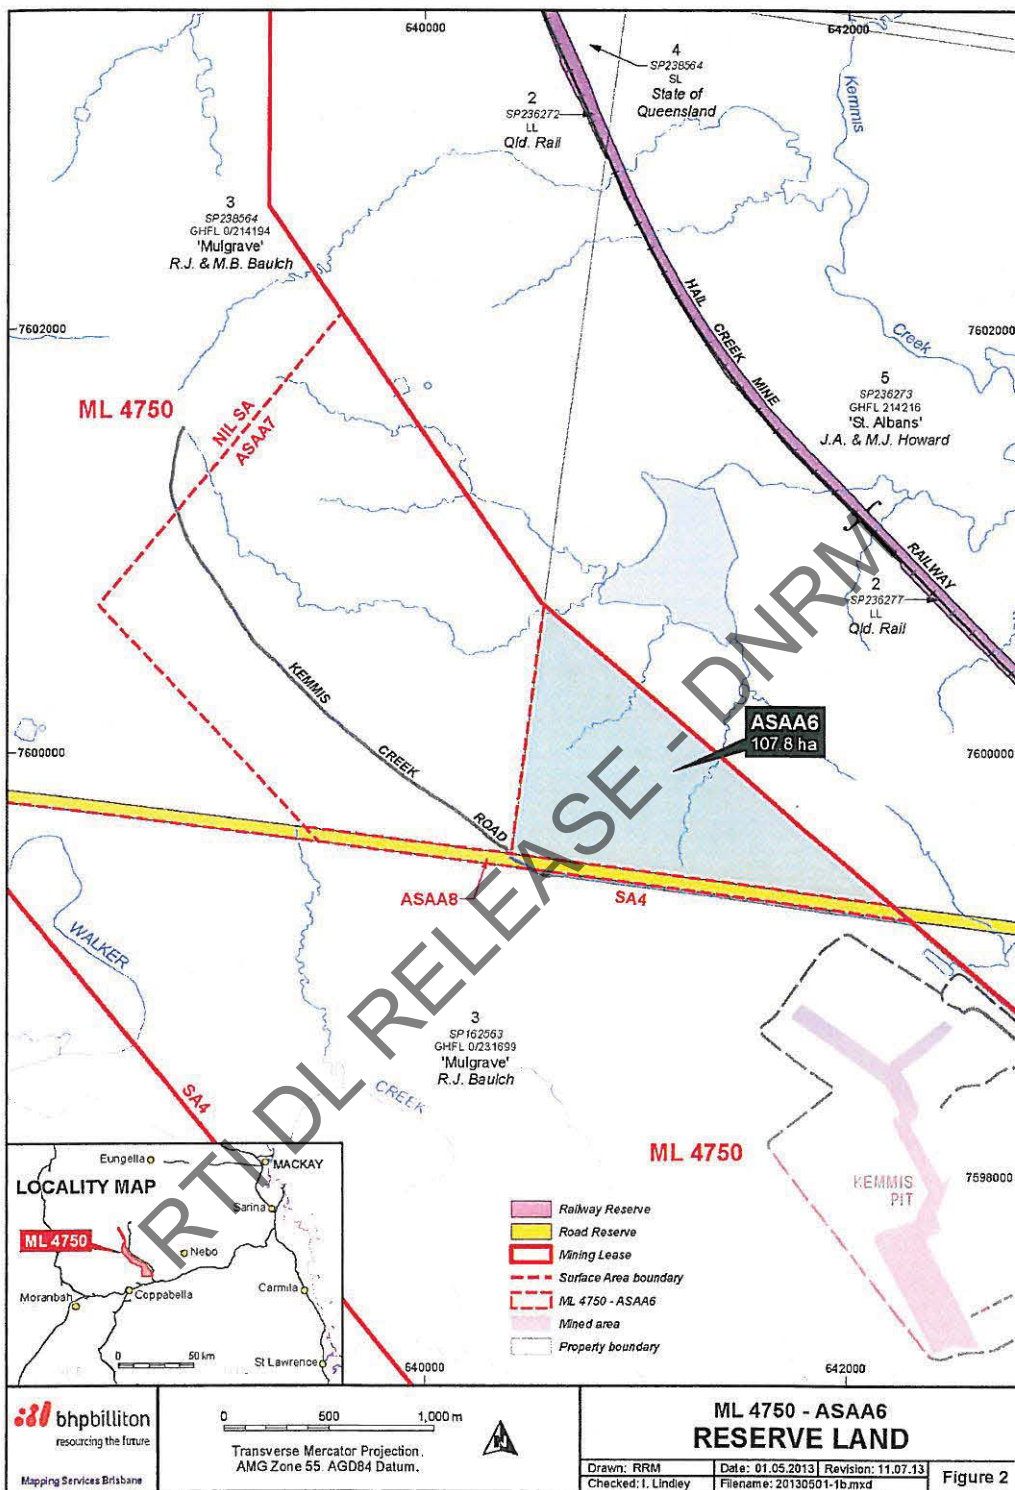 640000
642000
4
SP238564
SL
State of
Queensland
2
SP236272
LL
Qld. Rail
Kemmis
3
SP238564
GHFL 0/214194
'Mulgrave'
R.J. & M.B. Baulch
7602000
7602000
HAIL CREEK MINE RAILWAY
Creek
5
SP236273
GHFL 214216
'St. Albans'
J.A. & M.J. Howard
ML 4750
NIL SA
ASAA7
2
SP236277
LL
Qld. Rail
KEMMIS CREEK ROAD
ASAA6
107.8 ha
7600000
7600000
ASAA8
SA4
WALKER
CREEK
3
SP162563
GHFL 0/231699
'Mulgrave'
R.J. Baulch
SA4
ML 4750
KEMMIS
PIT
7598000
RTI DL RELEASE - DNRM
LOCALITY MAP
Eungella
MACKAY
Sarina
ML 4750
Nebo
Moranbah
Coppabella
Carmila
St Lawrence
0 50 km
Railway Reserve
Road Reserve
Mining Lease
Surface Area boundary
ML 4750 - ASAA6
Mined area
Property boundary
640000
642000
bhpbilliton
resourcing the future
Mapping Services Brisbane
0 500 1,000 m
Transverse Mercator Projection.
AMG Zone 55. AGD84 Datum.
N
ML 4750 - ASAA6
RESERVE LAND
Drawn: RRM
Date: 01.05.2013
Revision: 11.07.13
Checked: I. Lindley
Filename: 20130501-1b.mxd
Figure 2